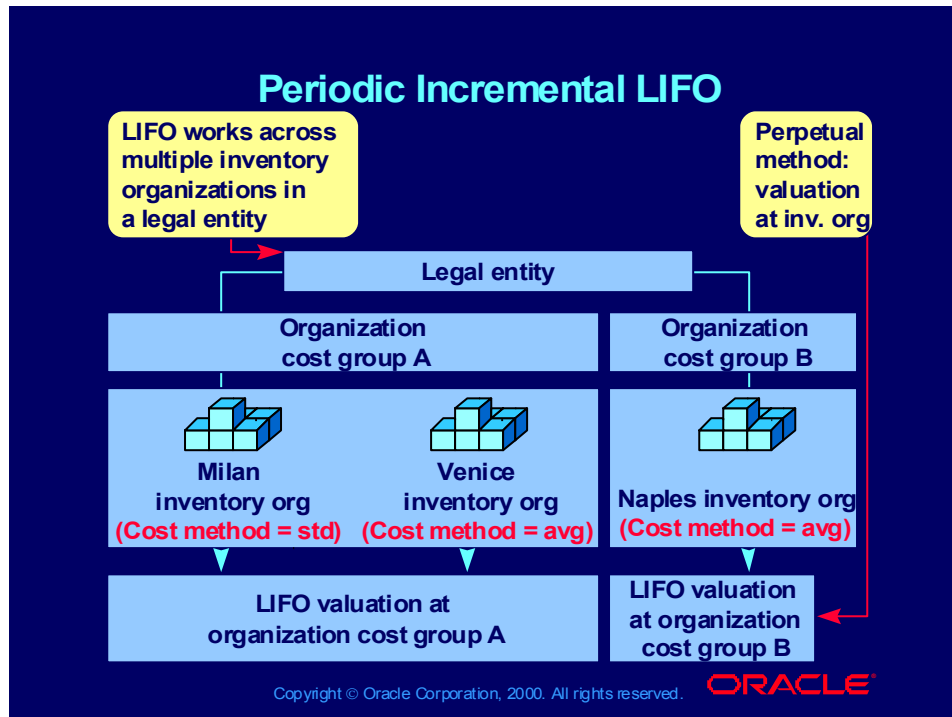 Periodic Incremental LIFO
LIFO works across
multiple inventory
organizations in
a legal entity
Perpetual
method:
valuation
at inv. org
Legal entity
Organization
cost group A
Organization
cost group B
Milan
inventory org
(Cost method = std)
Venice
inventory org
(Cost method = avg)
Naples inventory org
(Cost method = avg)
LIFO valuation at
organization cost group A
LIFO valuation
at organization
cost group B
Copyright © Oracle Corporation, 2000. All rights reserved.
ORACLE®